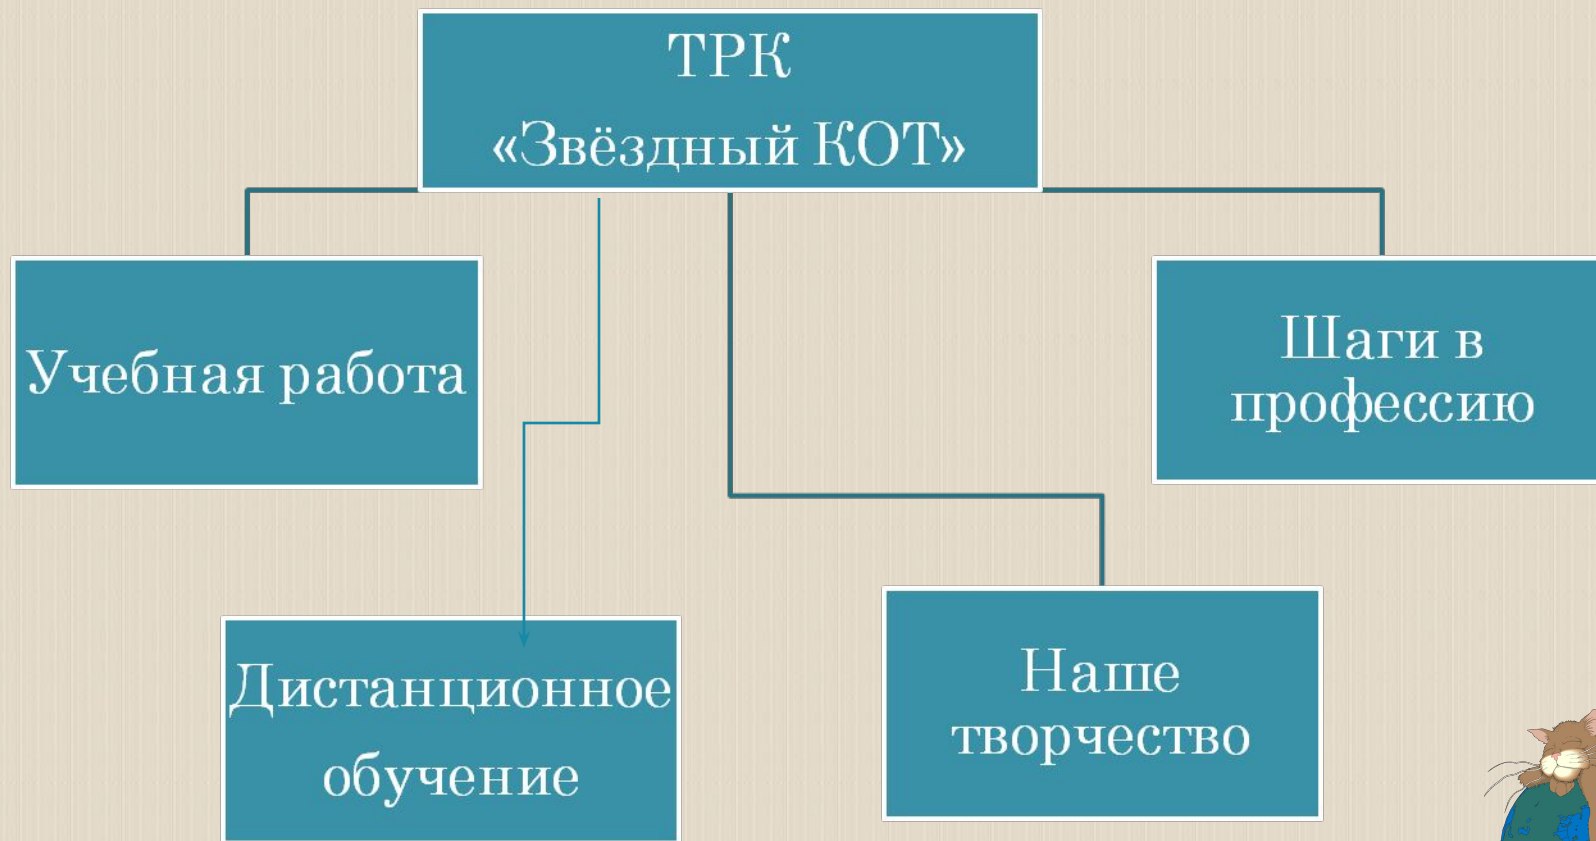 ТРК
«Звёздный КОТ»
Учебная работа
Шаги в
профессию
Дистанционное
обучение
Наше
творчество